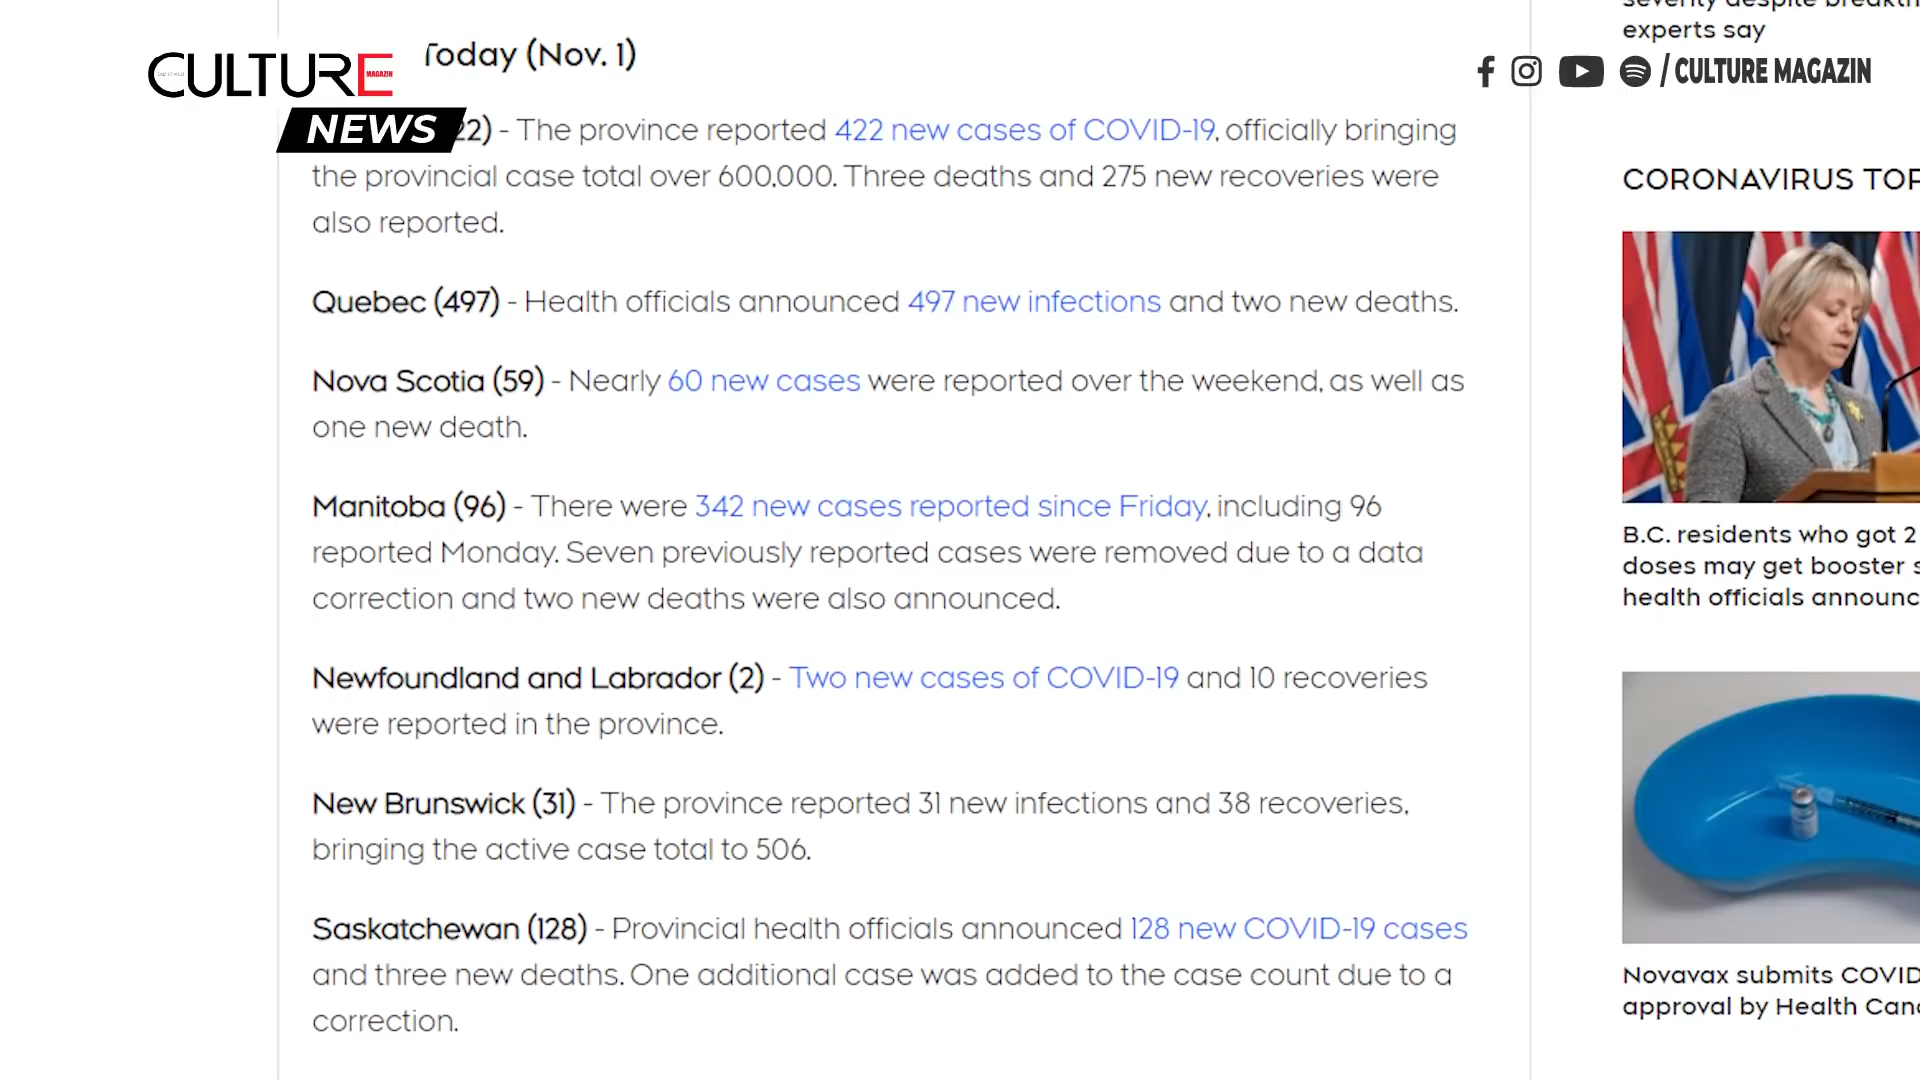 severity despite
experts say
Today (Nov. 1)
CULTURE
MAGAZIN
NEWS
/ CULTURE MAGAZIN
22) - The province reported 422 new cases of COVID-19, officially bringing
the provincial case total over 600,000. Three deaths and 275 new recoveries were
also reported.
Quebec (497) - Health officials announced 497 new infections and two new deaths.
Nova Scotia (59) - Nearly 60 new cases were reported over the weekend, as well as
one new death.
Manitoba (96) - There were 342 new cases reported since Friday, including 96
reported Monday. Seven previously reported cases were removed due to a data
correction and two new deaths were also announced.
Newfoundland and Labrador (2) - Two new cases of COVID-19 and 10 recoveries
were reported in the province.
New Brunswick (31) - The province reported 31 new infections and 38 recoveries,
bringing the active case total to 506.
Saskatchewan (128) - Provincial health officials announced 128 new COVID-19 cases
and three new deaths. One additional case was added to the case count due to a
correction.
CORONAVIRUS TOP
B.C. residents who got 2
doses may get booster s
health officials announc
Novavax submits COVID
approval by Health Can